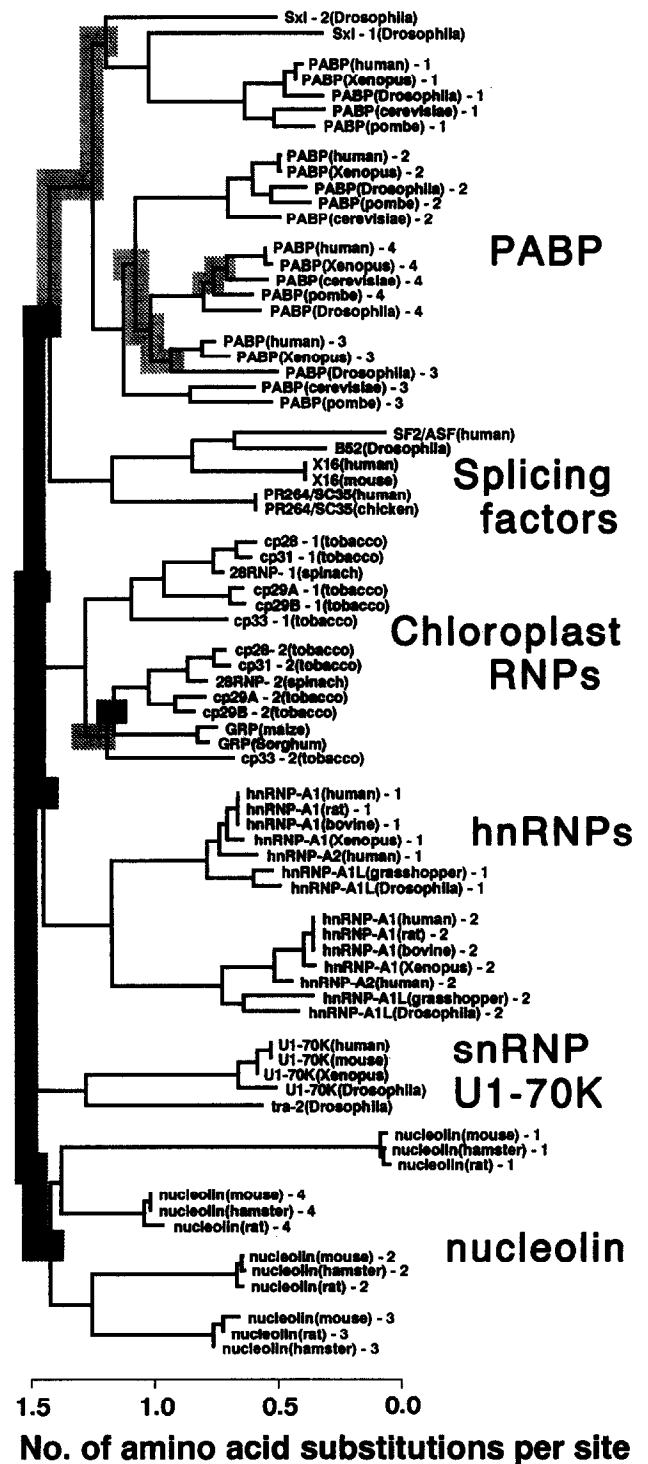 Sxl - 2(Drosophila)
Sxl - 1(Drosophila)
PABP(human) - 1
PABP(Xenopus) - 1
PABP(Drosophila) - 1
PABP(cerevisiae) - 1
PABP(pombe) - 1
PABP(human) - 2
PABP(Xenopus) - 2
PABP(Drosophila) - 2
PABP(pombe) - 2
PABP(cerevisiae) - 2
PABP
PABP(human) - 4
PABP(Xenopus) - 4
PABP(cerevisiae) - 4
PABP(pombe) - 4
PABP(Drosophila) - 4
PABP(human) - 3
PABP(Xenopus) - 3
PABP(Drosophila) - 3
PABP(cerevisiae) - 3
PABP(pombe) - 3
SF2/ASF(human)
B52(Drosophila)
X16(human)
X16(mouse)
PR264/SC35(human)
PR264/SC35(chicken)
Splicing
factors
cp28 - 1(tobacco)
cp31 - 1(tobacco)
28RNP- 1(spinach)
cp29A - 1(tobacco)
cp29B - 1(tobacco)
cp33 - 1(tobacco)
Chloroplast
RNPs
cp28- 2(tobacco)
cp31 - 2(tobacco)
28RNP- 2(spinach)
cp29A - 2(tobacco)
cp29B - 2(tobacco)
GRP(maize)
GRP(Sorghum)
cp33 - 2(tobacco)
hnRNP-A1(human) - 1
hnRNP-A1(rat) - 1
hnRNP-A1(bovine) - 1
hnRNP-A1(Xenopus) - 1
hnRNP-A2(human) - 1
hnRNP-A1L(grasshopper) - 1
hnRNP-A1L(Drosophila) - 1
hnRNPs
hnRNP-A1(human) - 2
hnRNP-A1(rat) - 2
hnRNP-A1(bovine) - 2
hnRNP-A1(Xenopus) - 2
hnRNP-A2(human) - 2
hnRNP-A1L(grasshopper) - 2
hnRNP-A1L(Drosophila) - 2
U1-70K(human)
U1-70K(mouse)
U1-70K(Xenopus)
U1-70K(Drosophila)
tra-2(Drosophila)
snRNP
U1-70K
nucleolin(mouse) - 1
nucleolin(hamster) - 1
nucleolin(rat) - 1
nucleolin(mouse) - 4
nucleolin(hamster) - 4
nucleolin(rat) - 4
nucleolin
nucleolin(mouse) - 2
nucleolin(hamster) - 2
nucleolin(rat) - 2
nucleolin(mouse) - 3
nucleolin(rat) - 3
nucleolin(hamster) - 3
1.5 1.0 0.5 0.0
No. of amino acid substitutions per site